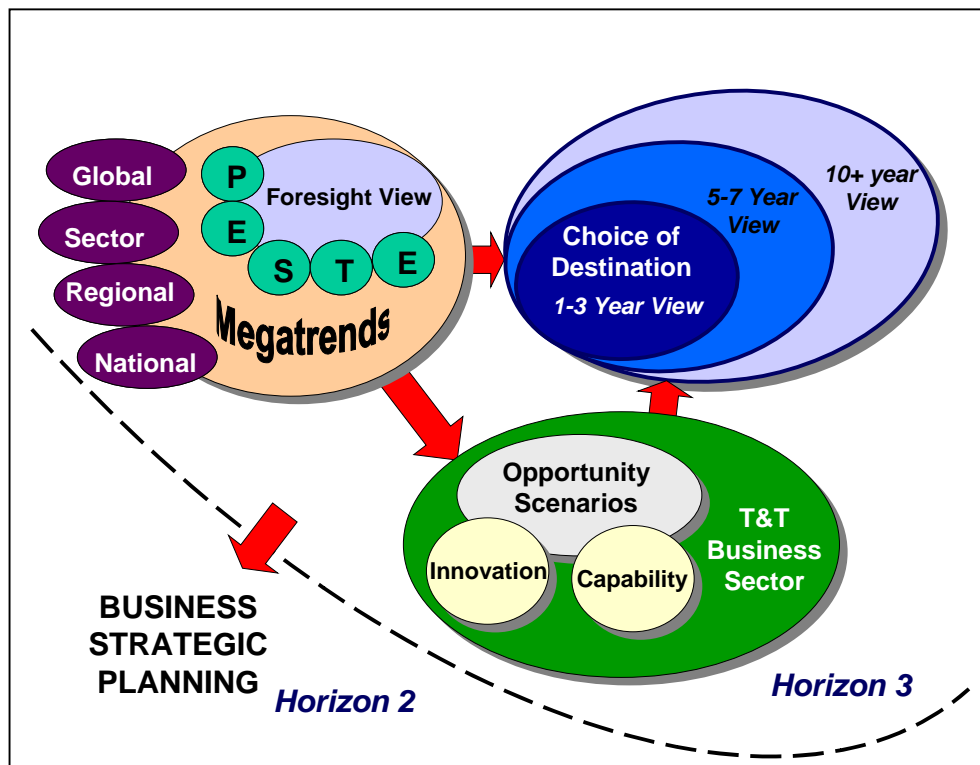 Global
Sector
Regional
National
P
E
S
T
E
Foresight View
Megatrends
Choice of
Destination
1-3 Year View
5-7 Year
View
10+ year
View
Opportunity
Scenarios
Innovation
Capability
T&T
Business
Sector
BUSINESS
STRATEGIC
PLANNING
Horizon 2
Horizon 3